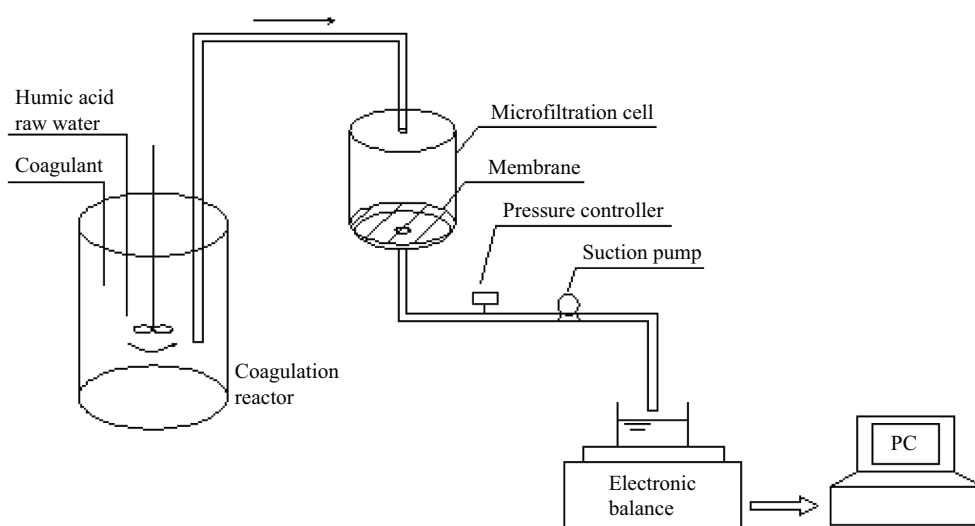 Humic acid
raw water
Coagulant
Microfiltration cell
Membrane
Pressure controller
Suction pump
Coagulation
reactor
Electronic
balance
PC